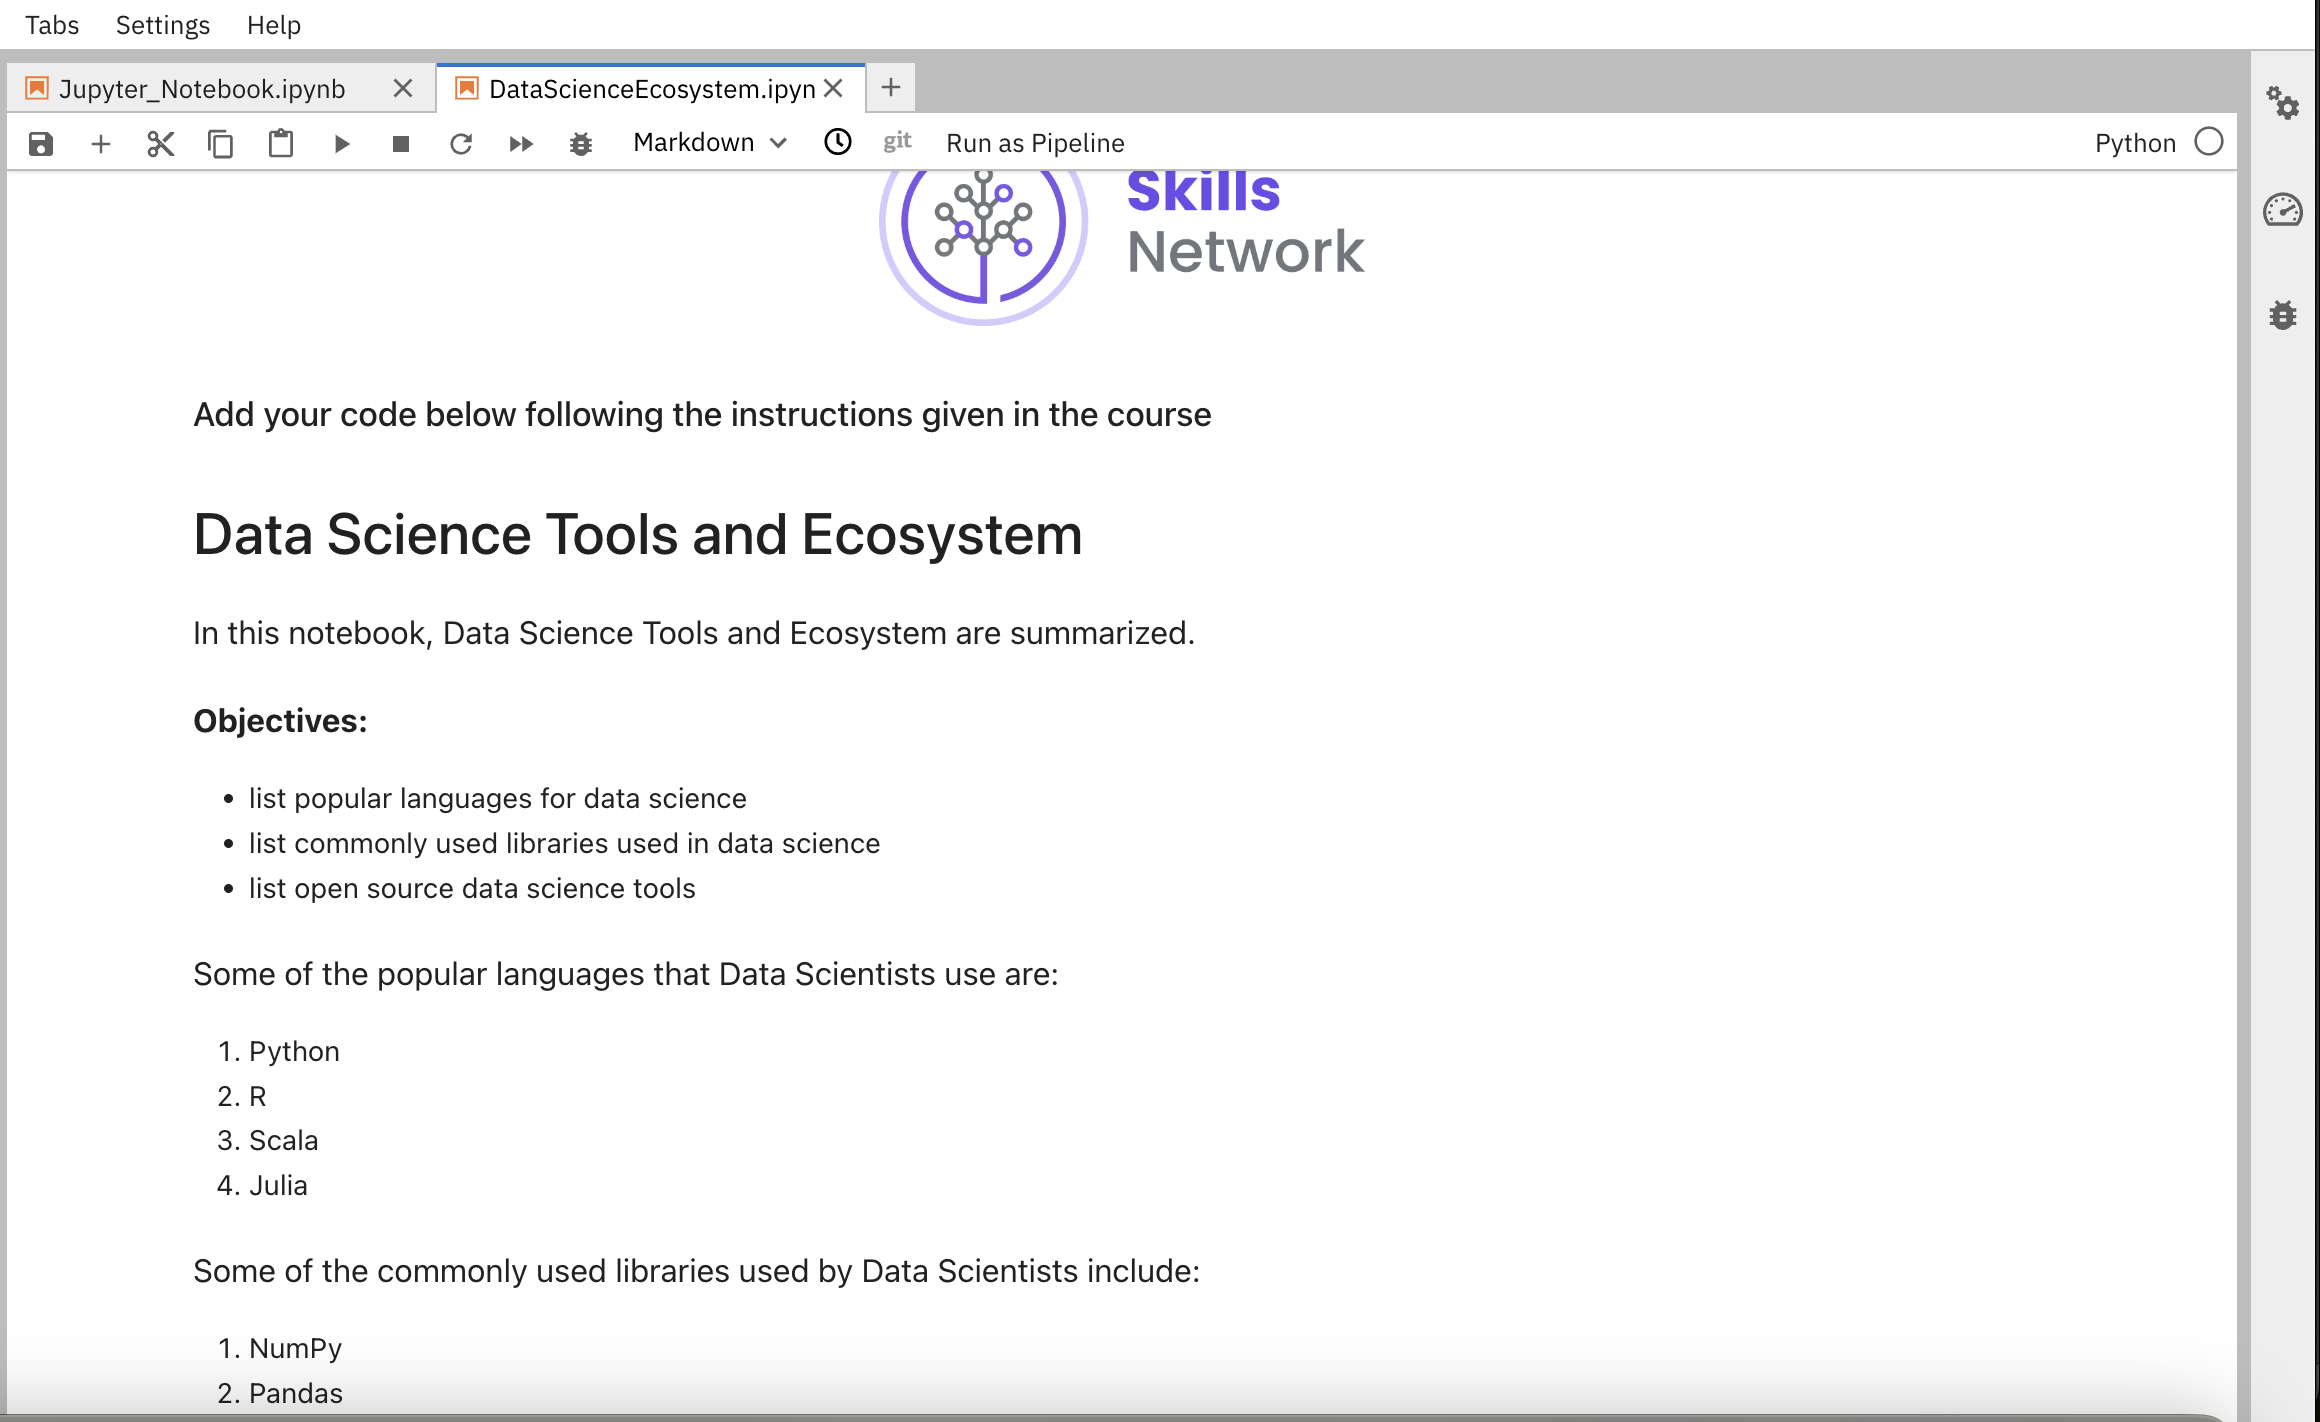 Tabs Settings Help
Jupyter_Notebook.ipynb DataScienceEcosystem.ipyn
Markdown git Run as Pipeline Python
Skills
Network
Add your code below following the instructions given in the course
Data Science Tools and Ecosystem
In this notebook, Data Science Tools and Ecosystem are summarized.
Objectives:
• list popular languages for data science
• list commonly used libraries used in data science
• list open source data science tools
Some of the popular languages that Data Scientists use are:
1. Python
2. R
3. Scala
4. Julia
Some of the commonly used libraries used by Data Scientists include:
1. NumPy
2. Pandas